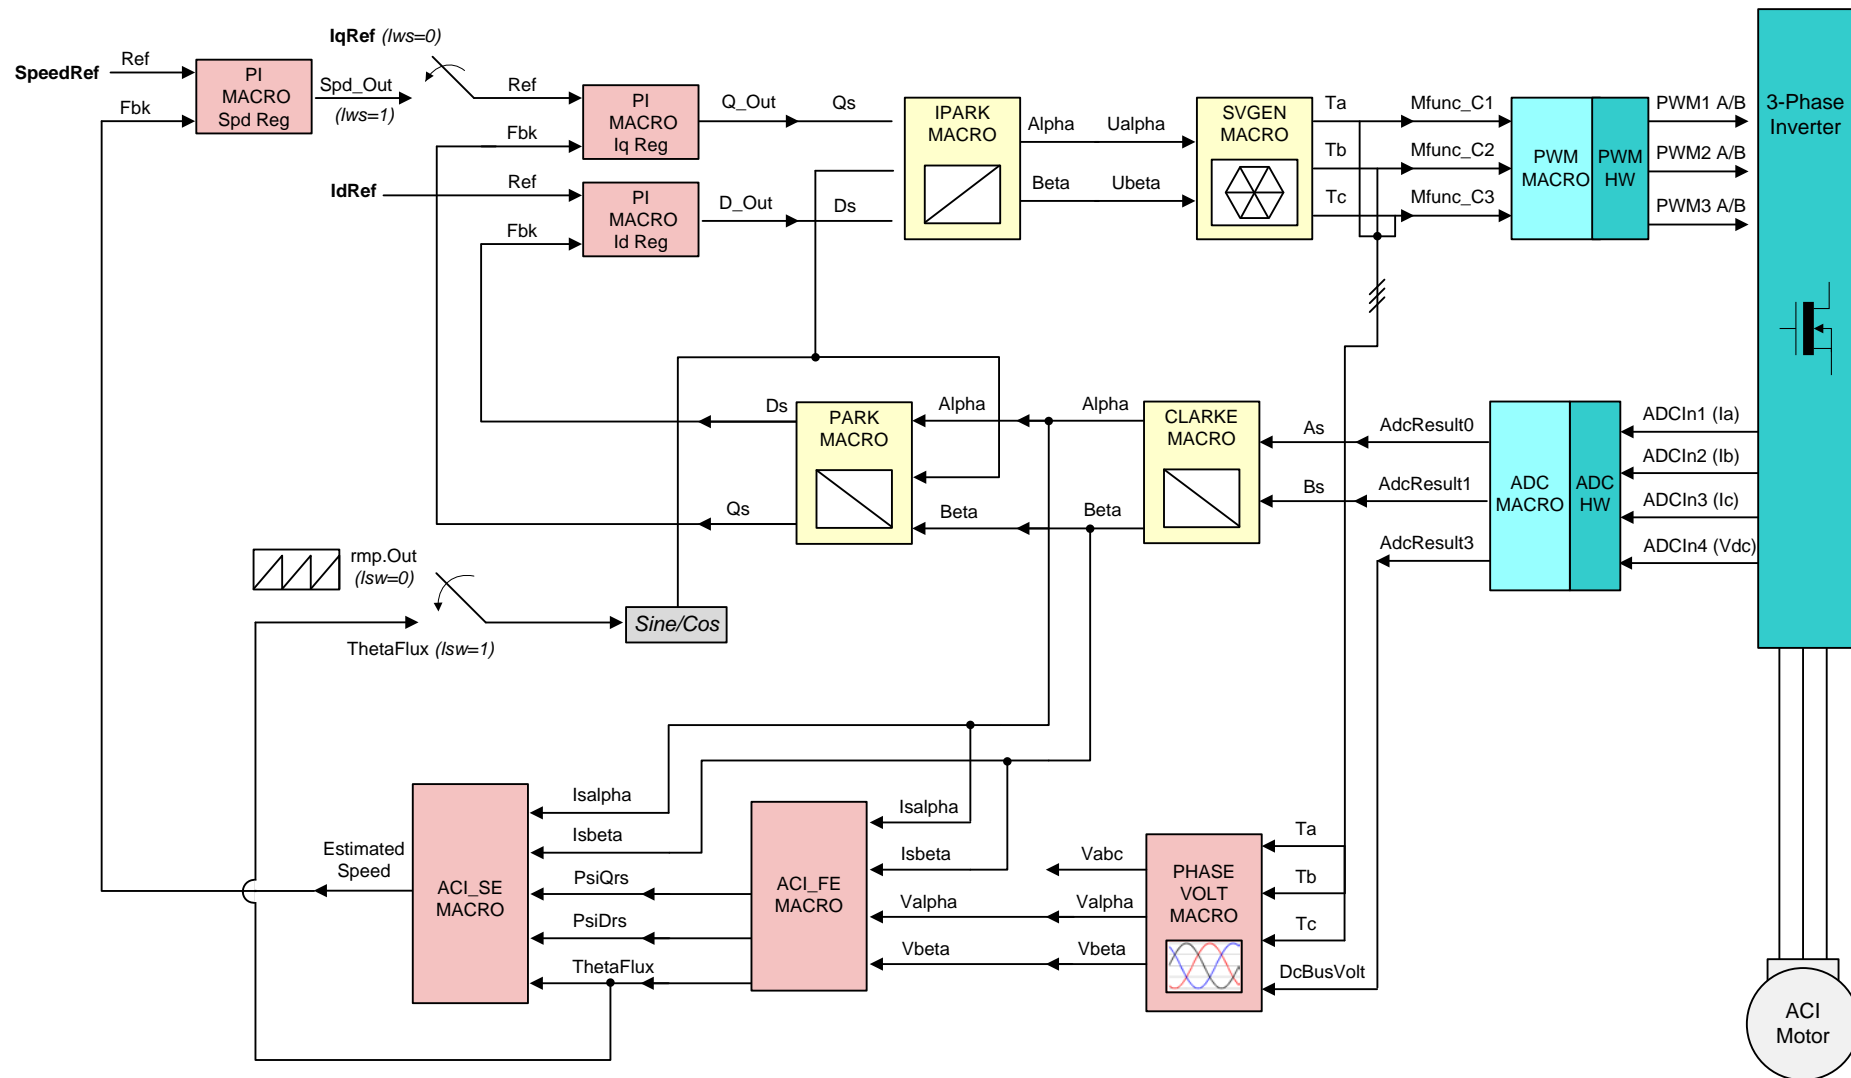 IqRef (Iws=0)
SpeedRef
Ref
Fbk
PI
MACRO
Spd Reg
Spd_Out
(Iws=1)
Ref
Fbk
PI
MACRO
Iq Reg
Q_Out
Qs
IdRef
Ref
Fbk
PI
MACRO
Id Reg
D_Out
Ds
IPARK
MACRO
Alpha
Ualpha
Beta
Ubeta
SVGEN
MACRO
Ta
Mfunc_C1
Tb
Mfunc_C2
Tc
Mfunc_C3
PWM
MACRO
PWM
HW
PWM1 A/B
PWM2 A/B
PWM3 A/B
3-Phase
Inverter
Ds
Qs
PARK
MACRO
Alpha
Alpha
Beta
Beta
CLARKE
MACRO
As
AdcResult0
Bs
AdcResult1
AdcResult3
ADC
MACRO
ADC
HW
ADCIn1 (Ia)
ADCIn2 (Ib)
ADCIn3 (Ic)
ADCIn4 (Vdc)
rmp.Out
(Isw=0)
ThetaFlux (Isw=1)
Sine/Cos
Estimated
Speed
ACI_SE
MACRO
Isalpha
Isbeta
PsiQrs
PsiDrs
ThetaFlux
ACI_FE
MACRO
Isalpha
Isbeta
Valpha
Vbeta
Vabc
Valpha
Vbeta
PHASE
VOLT
MACRO
Ta
Tb
Tc
DcBusVolt
ACI
Motor